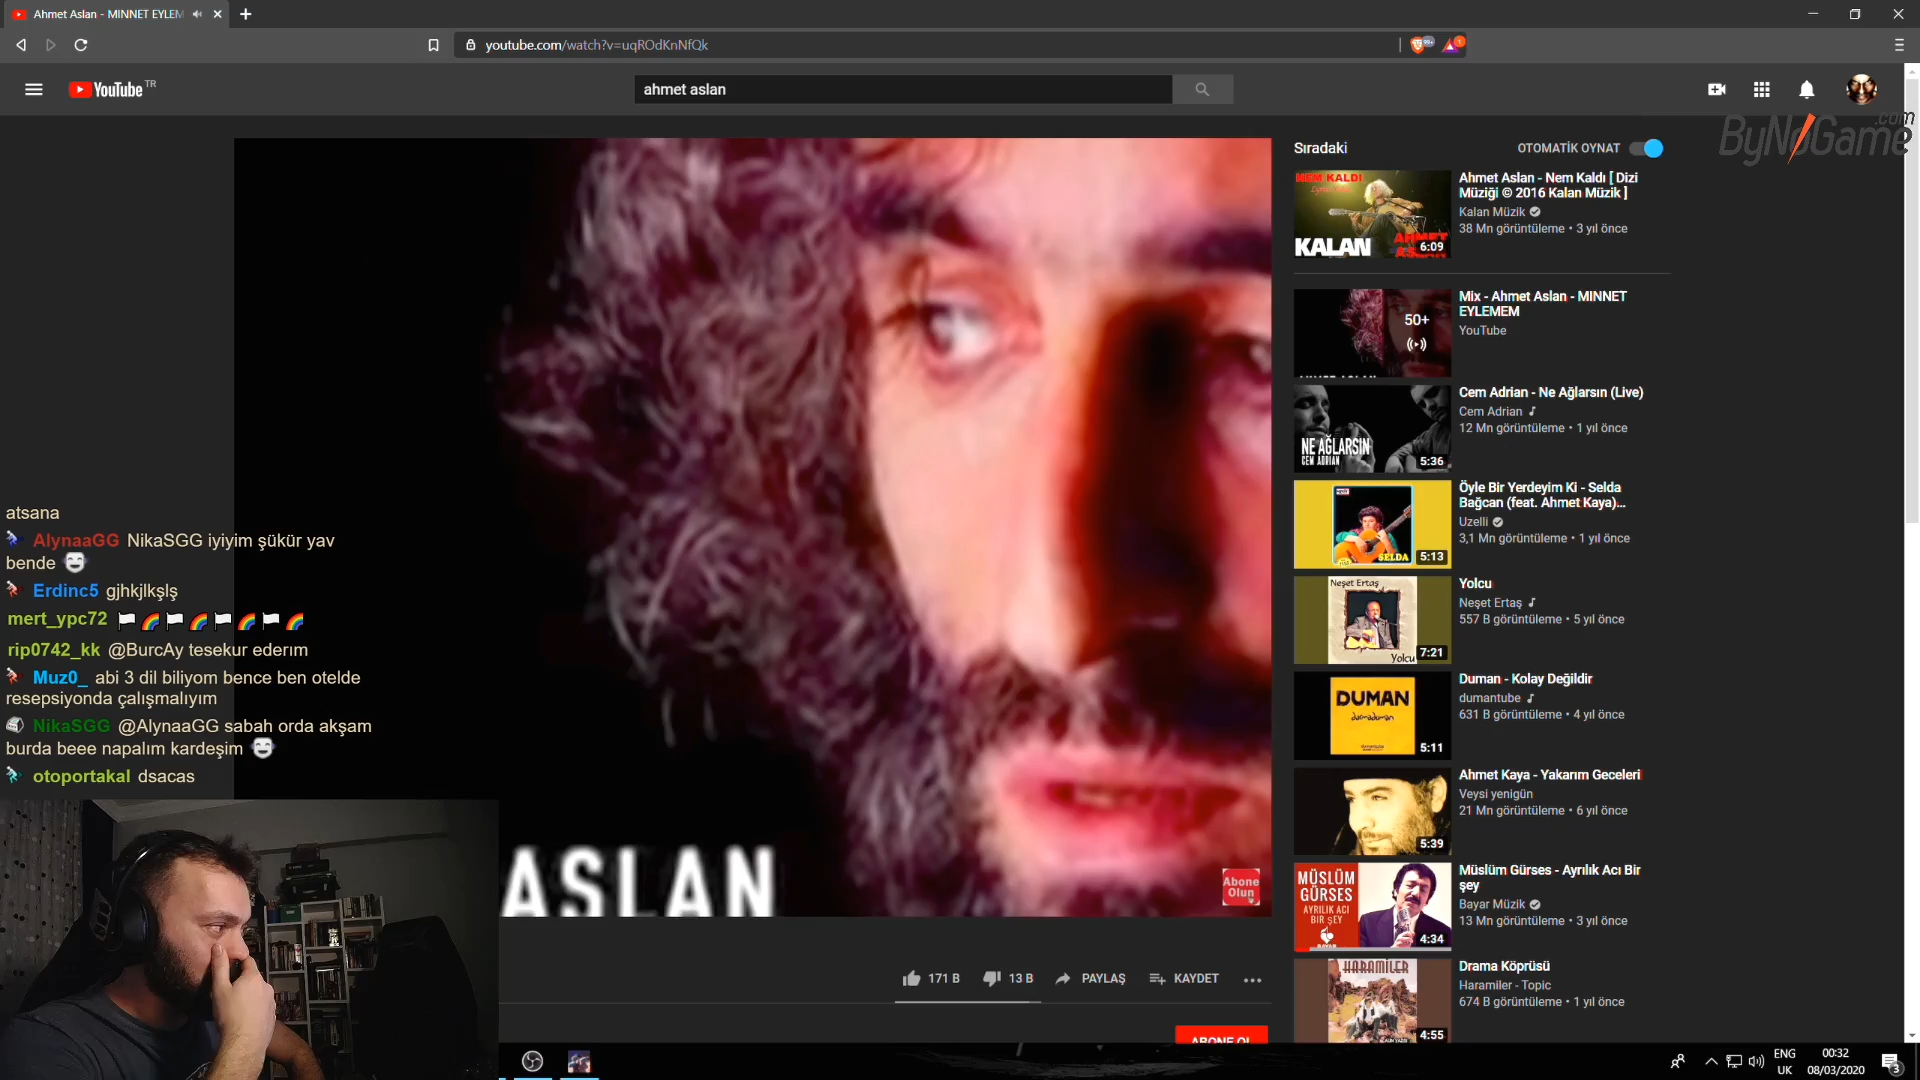 Ahmet Aslan - MINNET EYLEM
youtube.com/watch?v=uqROdKnNfQk
YouTube TR
ahmet aslan
ByNoGame
.com
Sıradaki
OTOMATİK OYNAT
NEM KALDI
KALAN
6:09
Ahmet Aslan - Nem Kaldı [ Dizi
Müziği © 2016 Kalan Müzik ]
Kalan Müzik
38 Mn görüntüleme • 3 yıl önce
50+
Mix - Ahmet Aslan - MINNET
EYLEMEM
YouTube
NE AĞLARSIN
CEM ADRIAN
5:36
Cem Adrian - Ne Ağlarsın (Live)
Cem Adrian
12 Mn görüntüleme • 1 yıl önce
SELDA
5:13
Öyle Bir Yerdeyim Ki - Selda
Bağcan (feat. Ahmet Kaya)...
Uzelli
3,1 Mn görüntüleme • 1 yıl önce
Neşet Ertaş
Yolcu
7:21
Yolcu
Neşet Ertaş
557 B görüntüleme • 5 yıl önce
DUMAN
5:11
Duman - Kolay Değildir
dumantube
631 B görüntüleme • 4 yıl önce
5:39
Ahmet Kaya - Yakarım Geceleri
Veysi yenigün
21 Mn görüntüleme • 6 yıl önce
MÜSLÜM
GÜRSES
AYRILIK ACI
BİR ŞEY
4:34
Müslüm Gürses - Ayrılık Acı Bir
şey
Bayar Müzik
13 Mn görüntüleme • 3 yıl önce
HARAMİLER
4:55
Drama Köprüsü
Haramiler - Topic
674 B görüntüleme • 1 yıl önce
atsana
AlynaaGG NikaSGG iyiyim şükür yav
bende
Erdinc5 gjhkjlkşlş
mert_ypc72
rip0742_kk @BurcAy tesekur ederım
Muz0_ abi 3 dil biliyom bence ben otelde
resepsiyonda çalışmalıyım
NikaSGG @AlynaaGG sabah orda akşam
burda beee napalım kardeşim
otoportakal dsacas
ASLAN
Abone
Olun
171 B
13 B
PAYLAŞ
KAYDET
ABONE OL
ENG
UK
00:32
08/03/2020
3